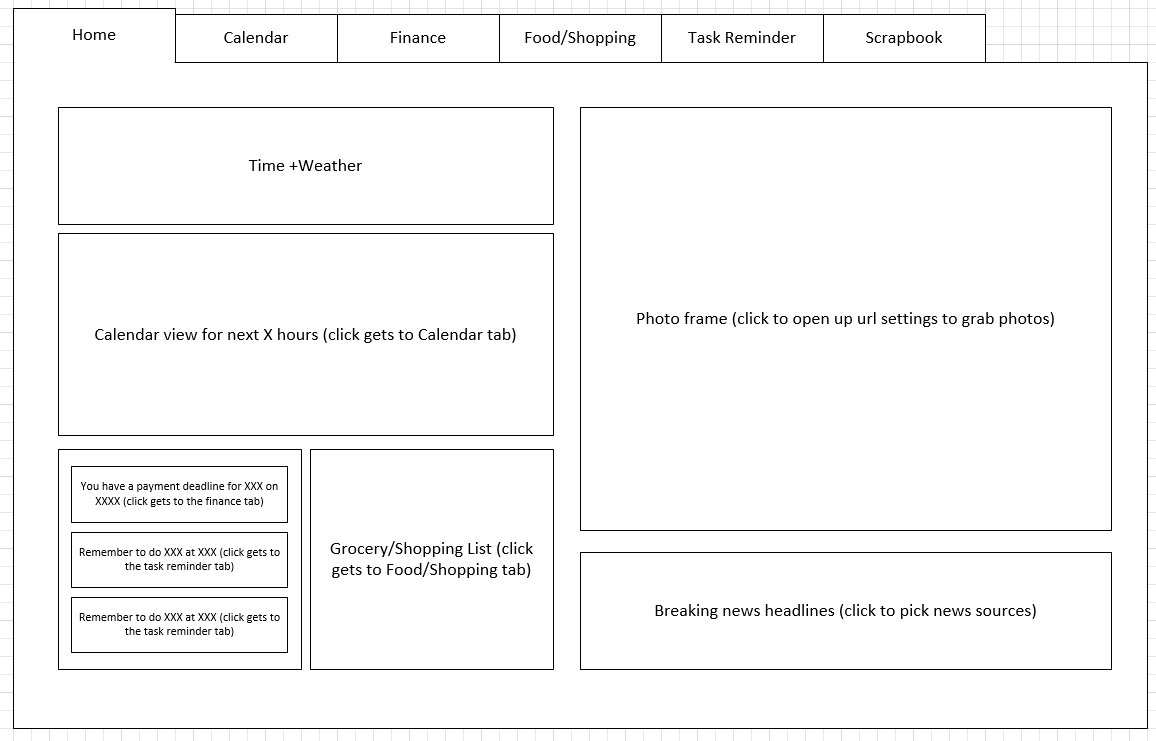 Home
Calendar
Finance
Food/Shopping
Task Reminder
Scrapbook
Time +Weather
Calendar view for next X hours (click gets to Calendar tab)
You have a payment deadline for XXX on
XXXX (click gets to the finance tab)
Remember to do XXX at XXX (click gets to
the task reminder tab)
Remember to do XXX at XXX (click gets to
the task reminder tab)
Grocery/Shopping List (click
gets to Food/Shopping tab)
Photo frame (click to open up url settings to grab photos)
Breaking news headlines (click to pick news sources)